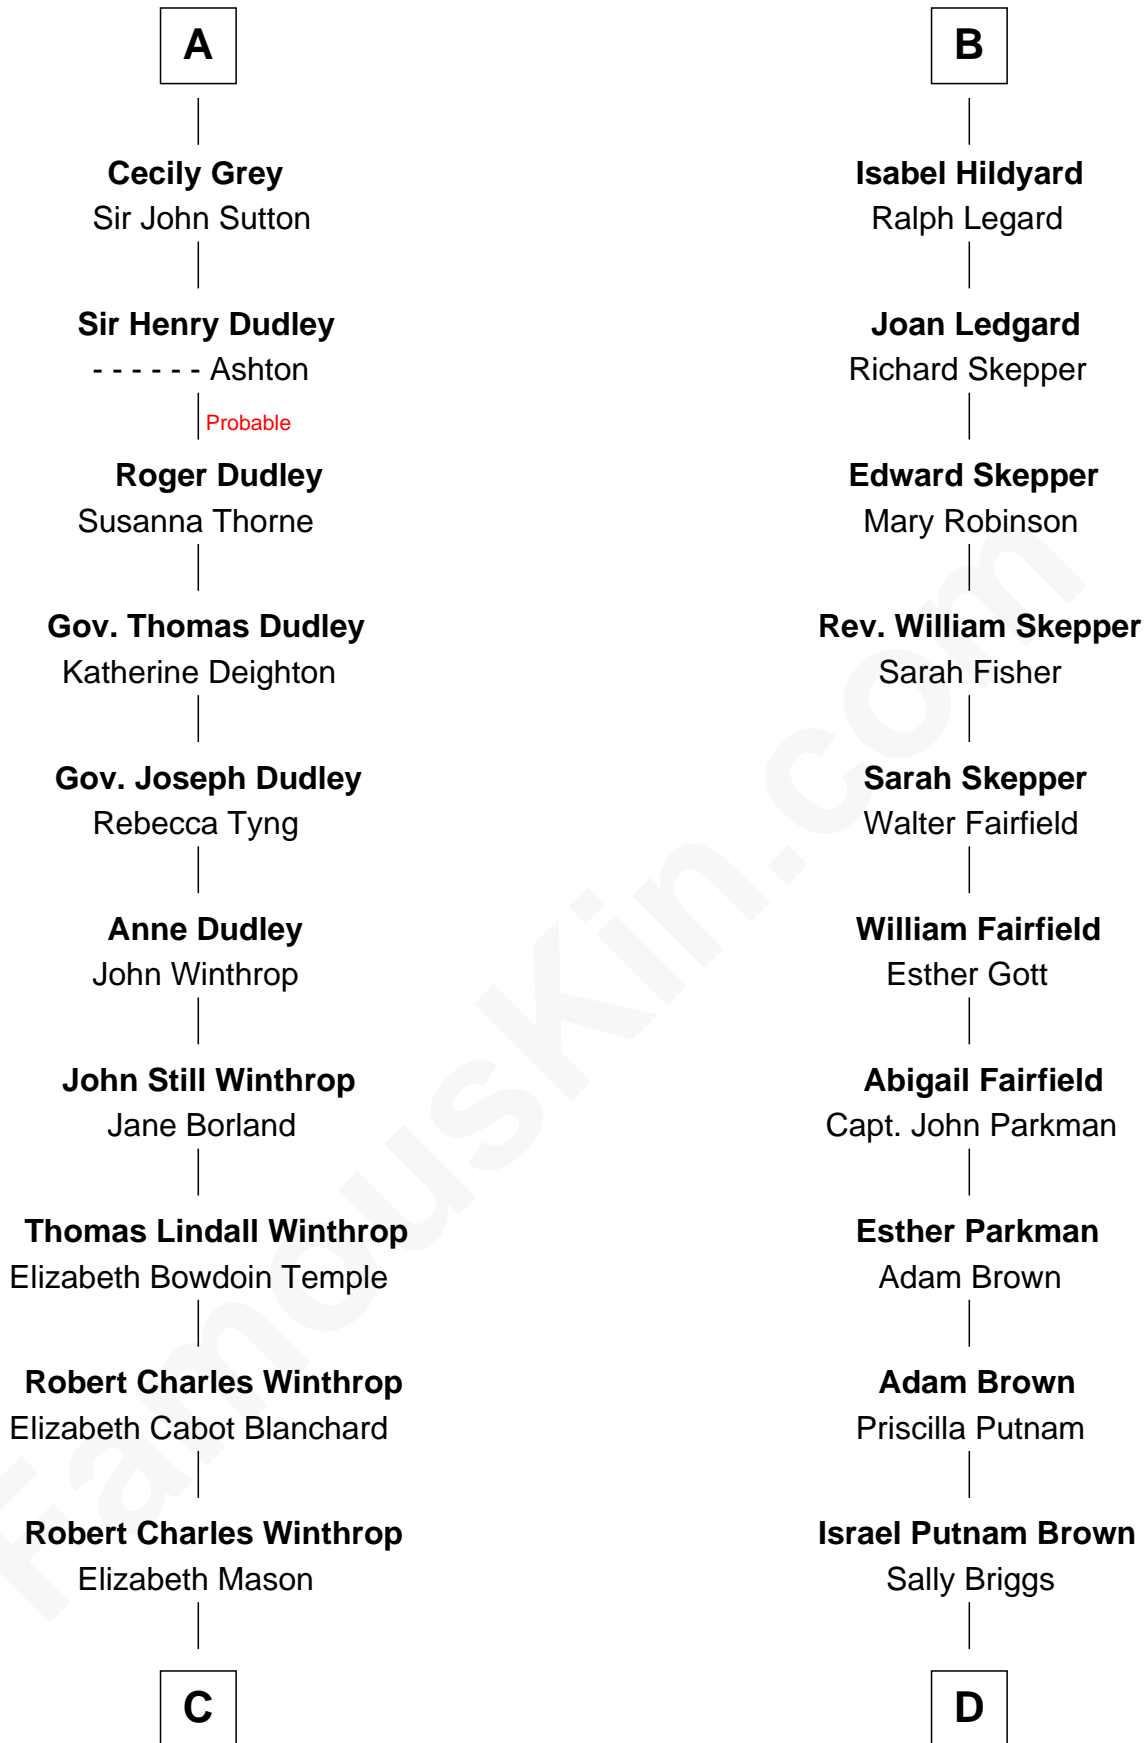 A
Cecily Grey
Sir John Sutton
Sir Henry Dudley
- - - - - - Ashton
Probable
Roger Dudley
Susanna Thorne
Gov. Thomas Dudley
Katherine Deighton
Gov. Joseph Dudley
Rebecca Tyng
Anne Dudley
John Winthrop
John Still Winthrop
Jane Borland
Thomas Lindall Winthrop
Elizabeth Bowdoin Temple
Robert Charles Winthrop
Elizabeth Cabot Blanchard
Robert Charles Winthrop
Elizabeth Mason
C
B
Isabel Hildyard
Ralph Legard
Joan Ledgard
Richard Skepper
Edward Skepper
Mary Robinson
Rev. William Skepper
Sarah Fisher
Sarah Skepper
Walter Fairfield
William Fairfield
Esther Gott
Abigail Fairfield
Capt. John Parkman
Esther Parkman
Adam Brown
Adam Brown
Priscilla Putnam
Israel Putnam Brown
Sally Briggs
D
FamousKin.com